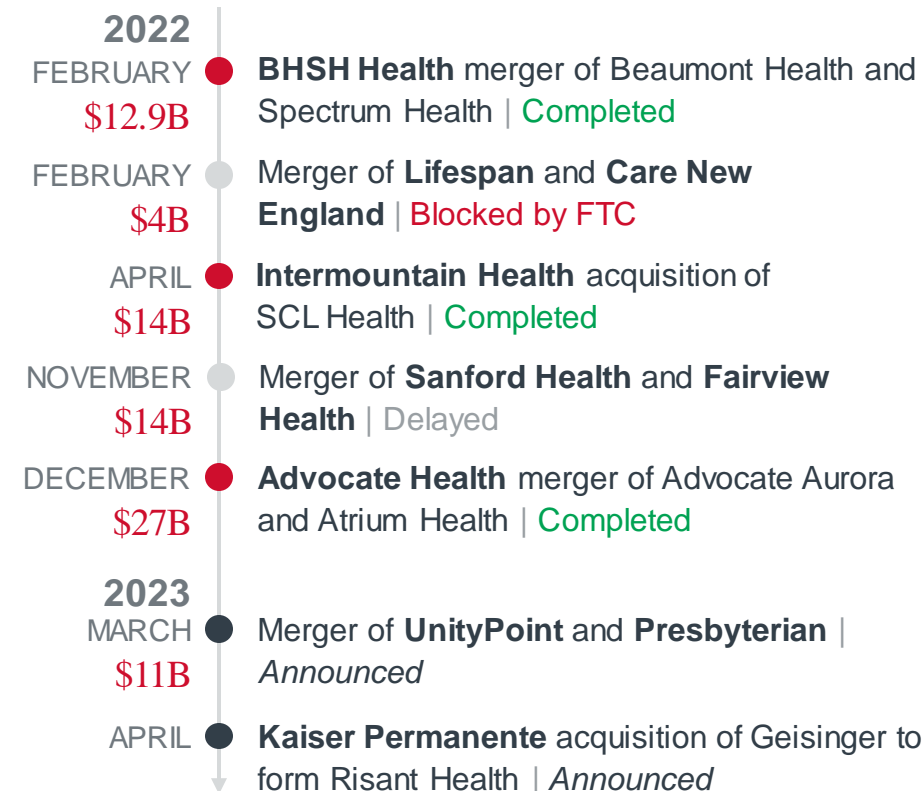 2022
FEBRUARY
$12.9B
BHSH Health merger of Beaumont Health and
Spectrum Health | Completed
FEBRUARY
$4B
Merger of Lifespan and Care New
England | Blocked by FTC
APRIL
$14B
Intermountain Health acquisition of
SCL Health | Completed
NOVEMBER
$14B
Merger of Sanford Health and Fairview
Health | Delayed
DECEMBER
$27B
Advocate Health merger of Advocate Aurora
and Atrium Health | Completed
2023
MARCH
$11B
Merger of UnityPoint and Presbyterian |
Announced
APRIL
Kaiser Permanente acquisition of Geisinger to
form Risant Health | Announced